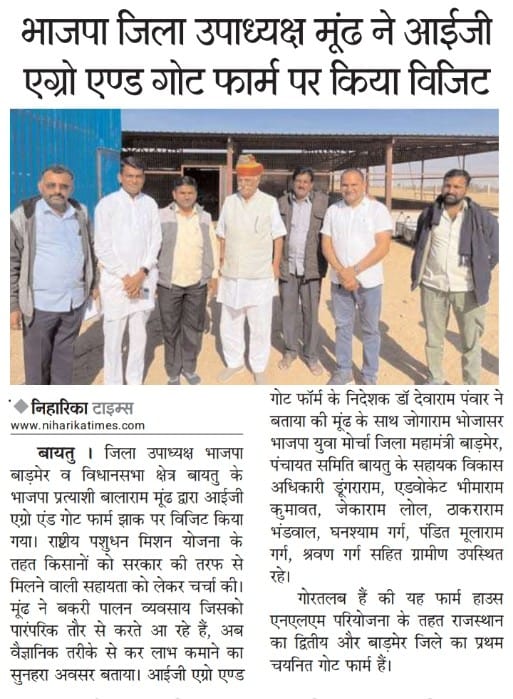 भाजपा जिला उपाध्यक्ष मूंढ ने आईजी
एग्रो एण्ड गोट फार्म पर किया विजिट
निहारिका टाइम्स
www.niharikatimes.com
बायतु । जिला उपाध्यक्ष भाजपा
बाड़मेर व विधानसभा क्षेत्र बायतु के
भाजपा प्रत्याशी बालाराम मूंढ द्वारा आईजी
एग्रो एंड गोट फार्म झाक पर विजिट किया
गया। राष्ट्रीय पशुधन मिशन योजना के
तहत किसानों को सरकार की तरफ से
मिलने वाली सहायता को लेकर चर्चा की।
मूंढ ने बकरी पालन व्यवसाय जिसको
पारंपरिक तौर से करते आ रहे हैं, अब
वैज्ञानिक तरीके से कर लाभ कमाने का
सुनहरा अवसर बताया। आईजी एग्रो एण्ड
गोट फॉर्म के निदेशक डॉ देवाराम पंवार ने
बताया की मूंढ के साथ जोगाराम भोजासर
भाजपा युवा मोर्चा जिला महामंत्री बाड़मेर,
पंचायत समिति बायतु के सहायक विकास
अधिकारी डूंगराराम, एडवोकेट भीमाराम
कुमावत, जेकाराम लोल, ठाकराराम
भंडवाल, घनश्याम गर्ग, पंडित मूलाराम
गर्ग, श्रवण गर्ग सहित ग्रामीण उपस्थित
रहे।
गोरतलब हैं की यह फार्म हाउस
एनएलएम परियोजना के तहत राजस्थान
का द्वितीय और बाड़मेर जिले का प्रथम
चयनित गोट फार्म हैं।